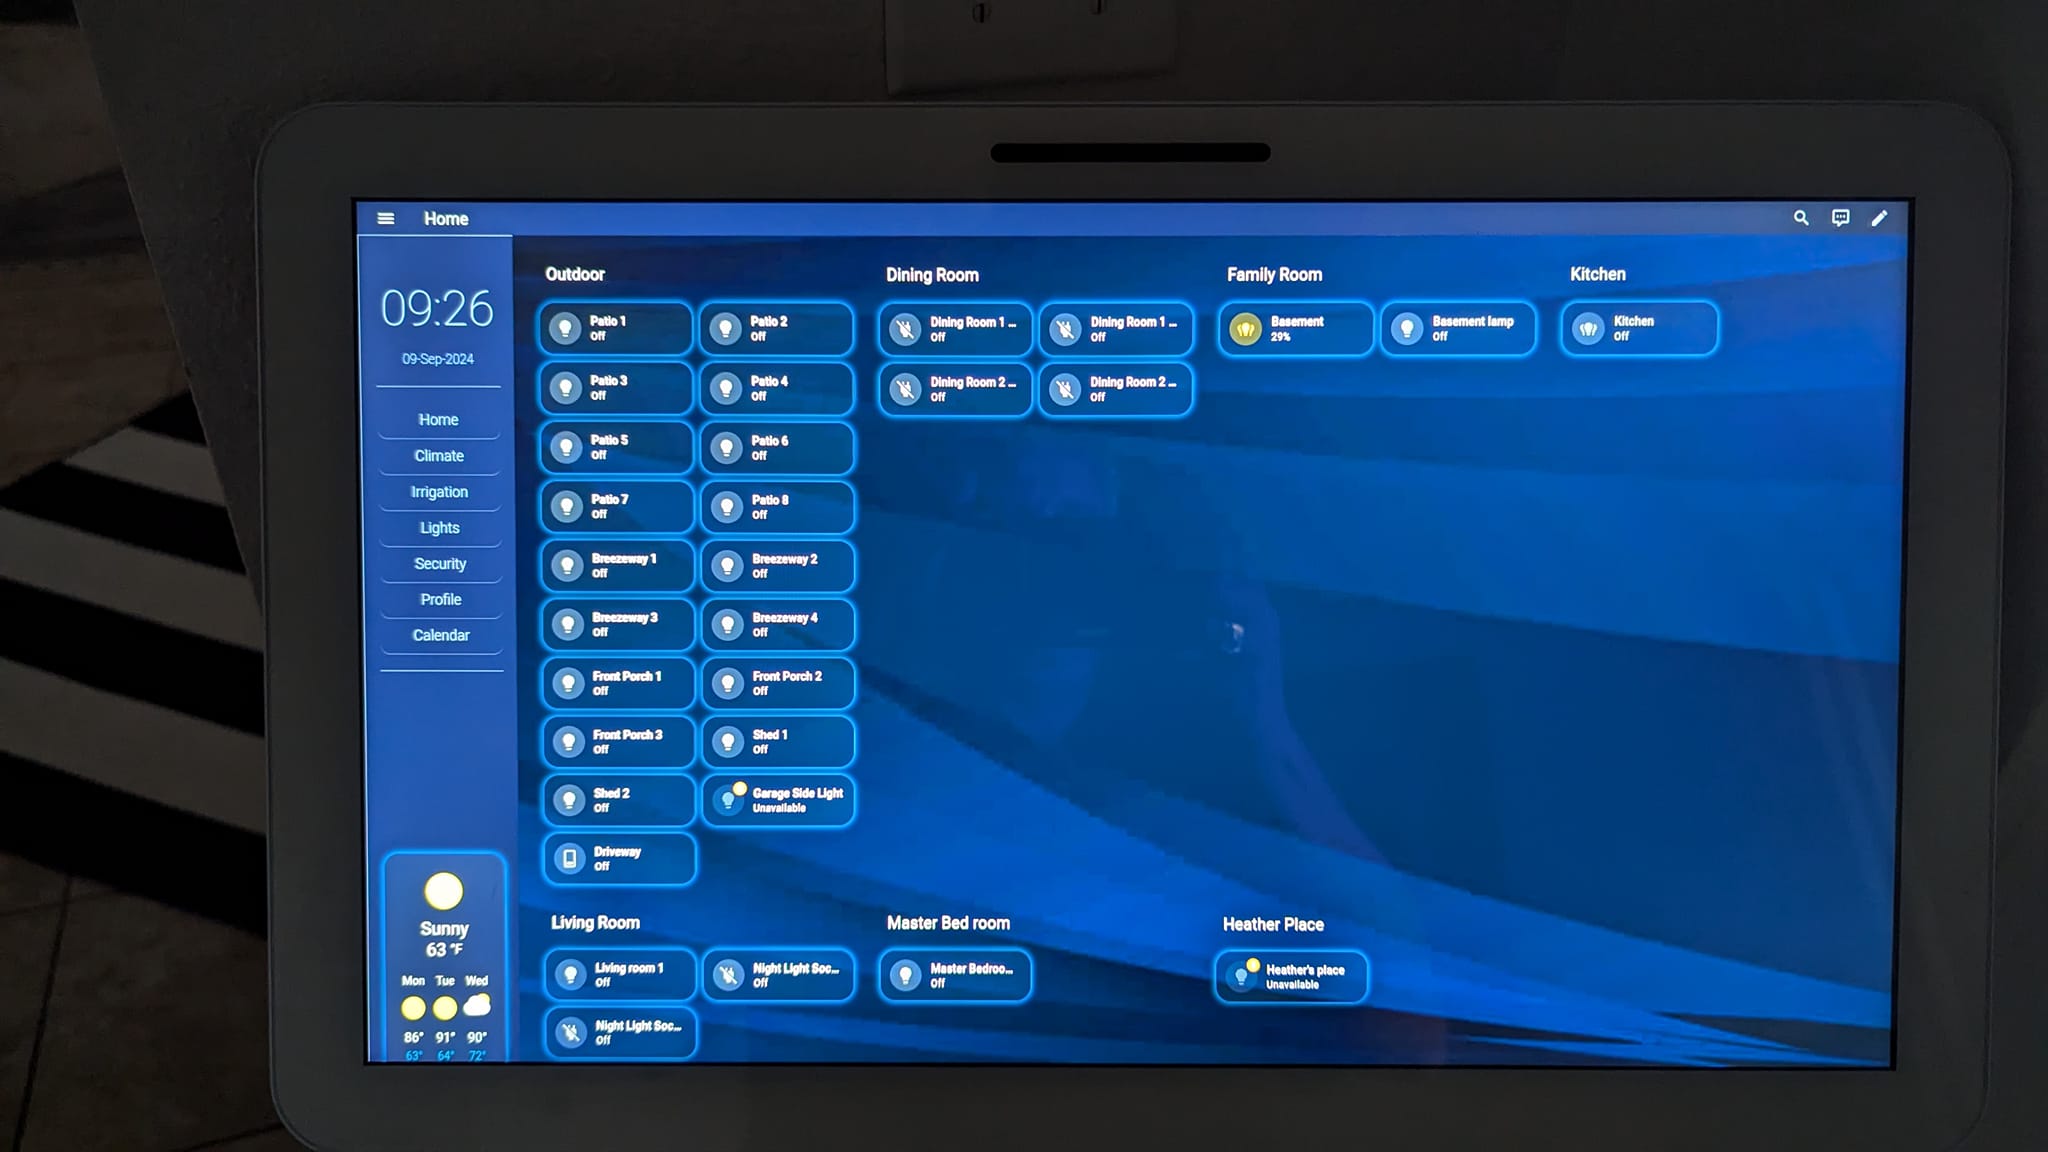 Home
09:26
09-Sep-2024
Home
Climate
Irrigation
Lights
Security
Profile
Calendar
Sunny
63 °F
Mon Tue Wed
86° 91° 90°
63° 64° 72°
Outdoor
Patio 1
Off
Patio 2
Off
Patio 3
Off
Patio 4
Off
Patio 5
Off
Patio 6
Off
Patio 7
Off
Patio 8
Off
Breezeway 1
Off
Breezeway 2
Off
Breezeway 3
Off
Breezeway 4
Off
Front Porch 1
Off
Front Porch 2
Off
Front Porch 3
Off
Shed 1
Off
Shed 2
Off
Garage Side Light
Unavailable
Driveway
Off
Dining Room
Dining Room 1 ...
Off
Dining Room 1 ...
Off
Dining Room 2 ...
Off
Dining Room 2 ...
Off
Family Room
Basement
29%
Basement lamp
Off
Kitchen
Kitchen
Off
Living Room
Living room 1
Off
Night Light Soc...
Off
Night Light Soc...
Off
Master Bed room
Master Bedroo...
Off
Heather Place
Heather's place
Unavailable